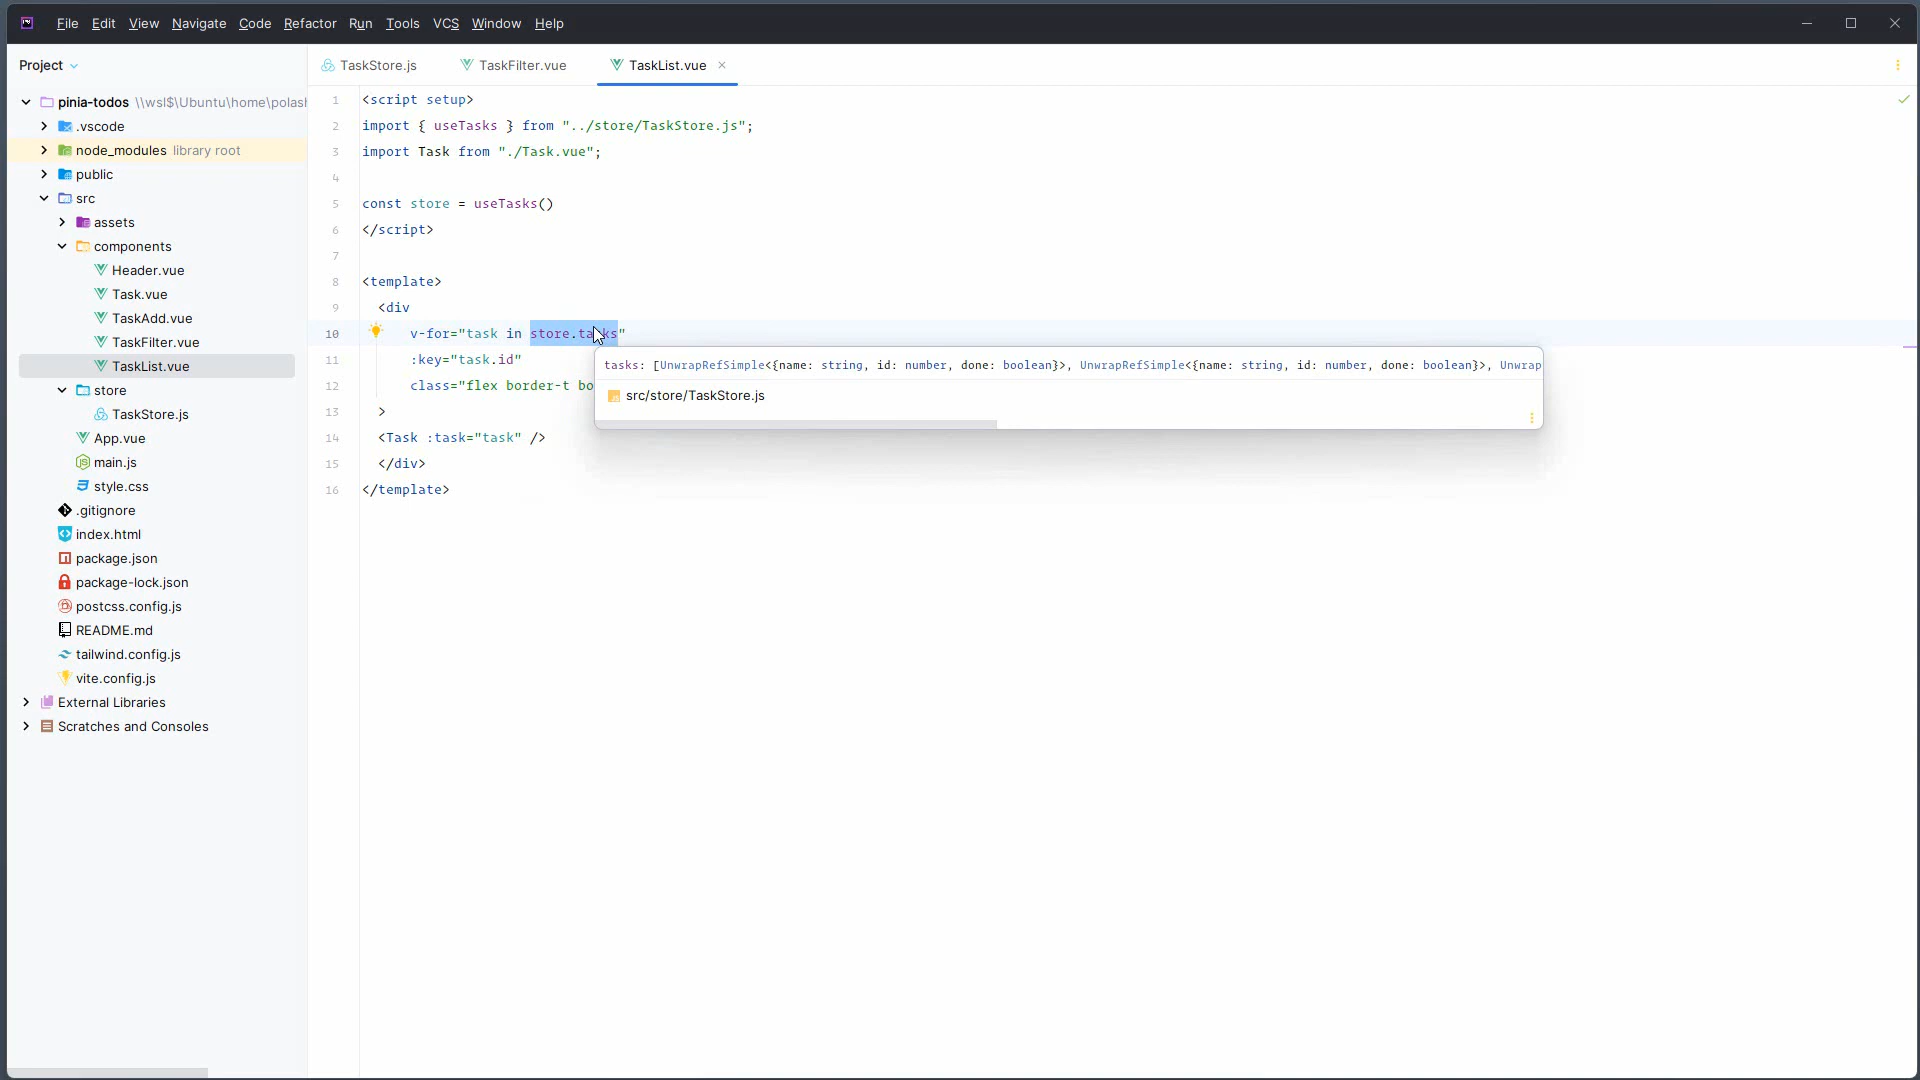 File Edit View Navigate Code Refactor Run Tools VCS Window Help
Project
TaskStore.js
TaskFilter.vue
TaskList.vue
pinia-todos \\wsl$\Ubuntu\home\polas
.vscode
node_modules library root
public
src
assets
components
Header.vue
Task.vue
TaskAdd.vue
TaskFilter.vue
TaskList.vue
store
TaskStore.js
App.vue
main.js
style.css
.gitignore
index.html
package.json
package-lock.json
postcss.config.js
README.md
tailwind.config.js
vite.config.js
External Libraries
Scratches and Consoles
1 <script setup>
2 import { useTasks } from "../store/TaskStore.js";
3 import Task from "./Task.vue";
4
5 const store = useTasks()
6 </script>
7
8 <template>
9 <div
10 v-for="task in store.tasks"
11 :key="task.id"
12 class="flex border-t bo
13 >
14 <Task :task="task" />
15 </div>
16 </template>
tasks: [UnwrapRefSimple<{name: string, id: number, done: boolean}>, UnwrapRefSimple<{name: string, id: number, done: boolean}>, Unwrap
src/store/TaskStore.js